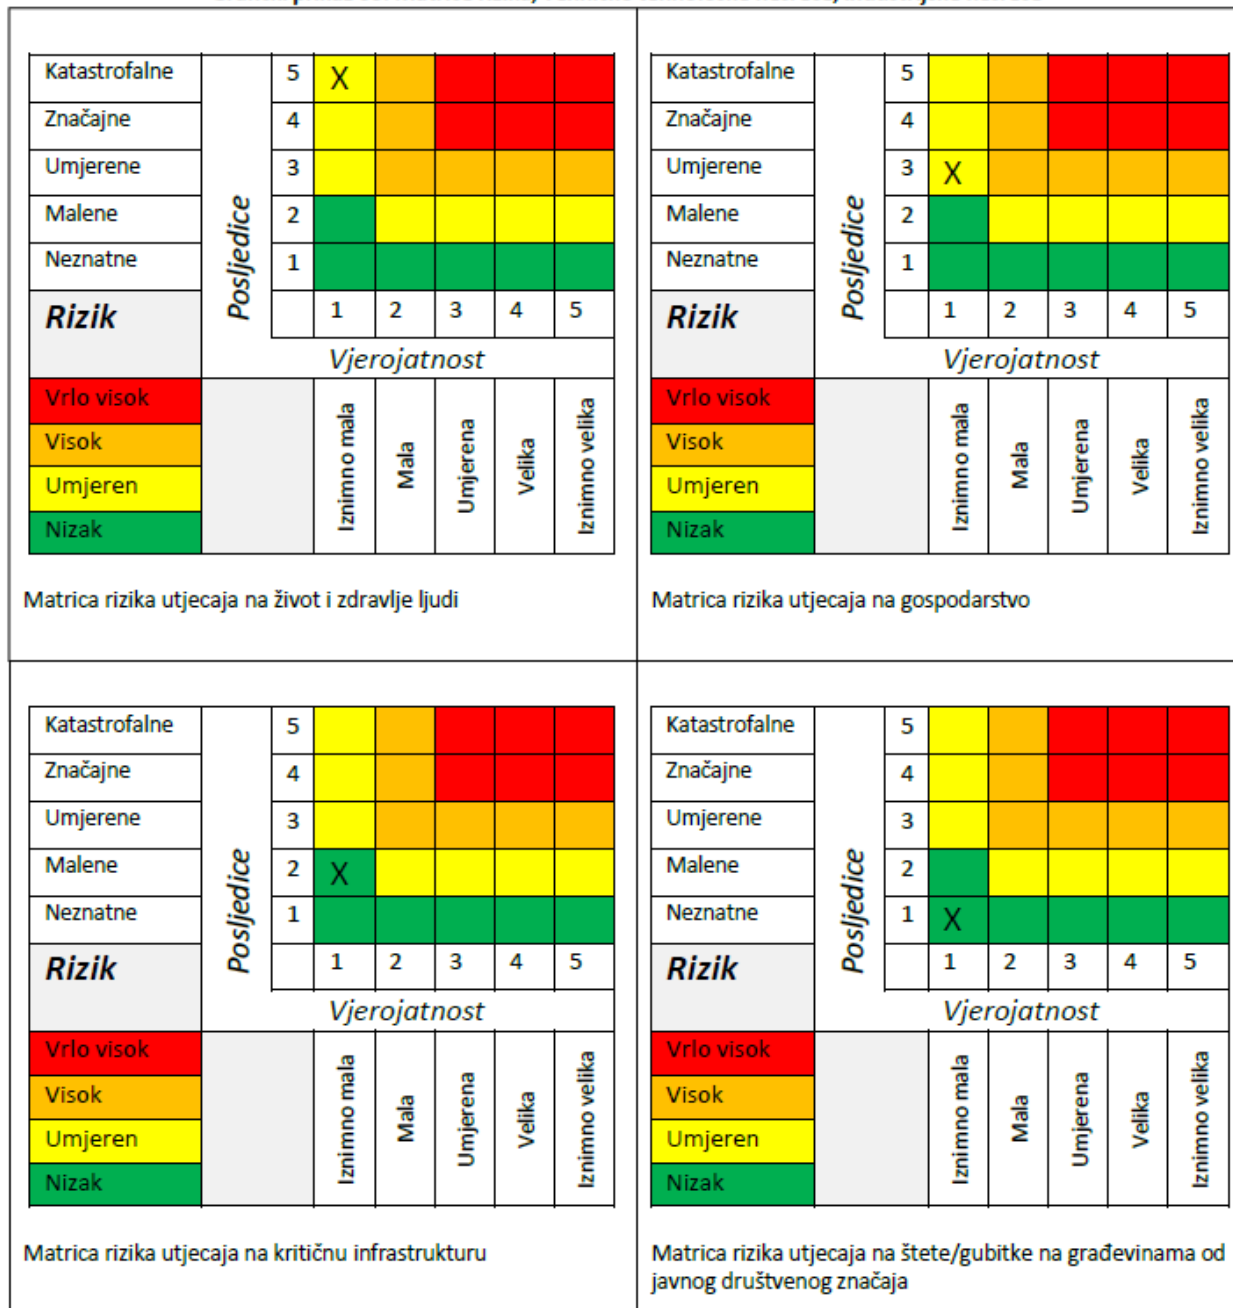 Katastrofalne
5
X
Značajne
4
Umjerene
3
Malene
2
Neznatne
1
Posljedice
Rizik
1 2 3 4 5
Vjerojatnost
Vrlo visok
Visok
Umjeren
Nizak
Iznimno mala
Mala
Umjerena
Velika
Iznimno velika
Matrica rizika utjecaja na život i zdravlje ljudi
Katastrofalne
5
Značajne
4
Umjerene
3
X
Malene
2
Neznatne
1
Posljedice
Rizik
1 2 3 4 5
Vjerojatnost
Vrlo visok
Visok
Umjeren
Nizak
Iznimno mala
Mala
Umjerena
Velika
Iznimno velika
Matrica rizika utjecaja na gospodarstvo
Katastrofalne
5
Značajne
4
Umjerene
3
Malene
2
X
Neznatne
1
Posljedice
Rizik
1 2 3 4 5
Vjerojatnost
Vrlo visok
Visok
Umjeren
Nizak
Iznimno mala
Mala
Umjerena
Velika
Iznimno velika
Matrica rizika utjecaja na kritičnu infrastrukturu
Katastrofalne
5
Značajne
4
Umjerene
3
Malene
2
Neznatne
1
X
Posljedice
Rizik
1 2 3 4 5
Vjerojatnost
Vrlo visok
Visok
Umjeren
Nizak
Iznimno mala
Mala
Umjerena
Velika
Iznimno velika
Matrica rizika utjecaja na štete/gubitke na građevinama od
javnog društvenog značaja